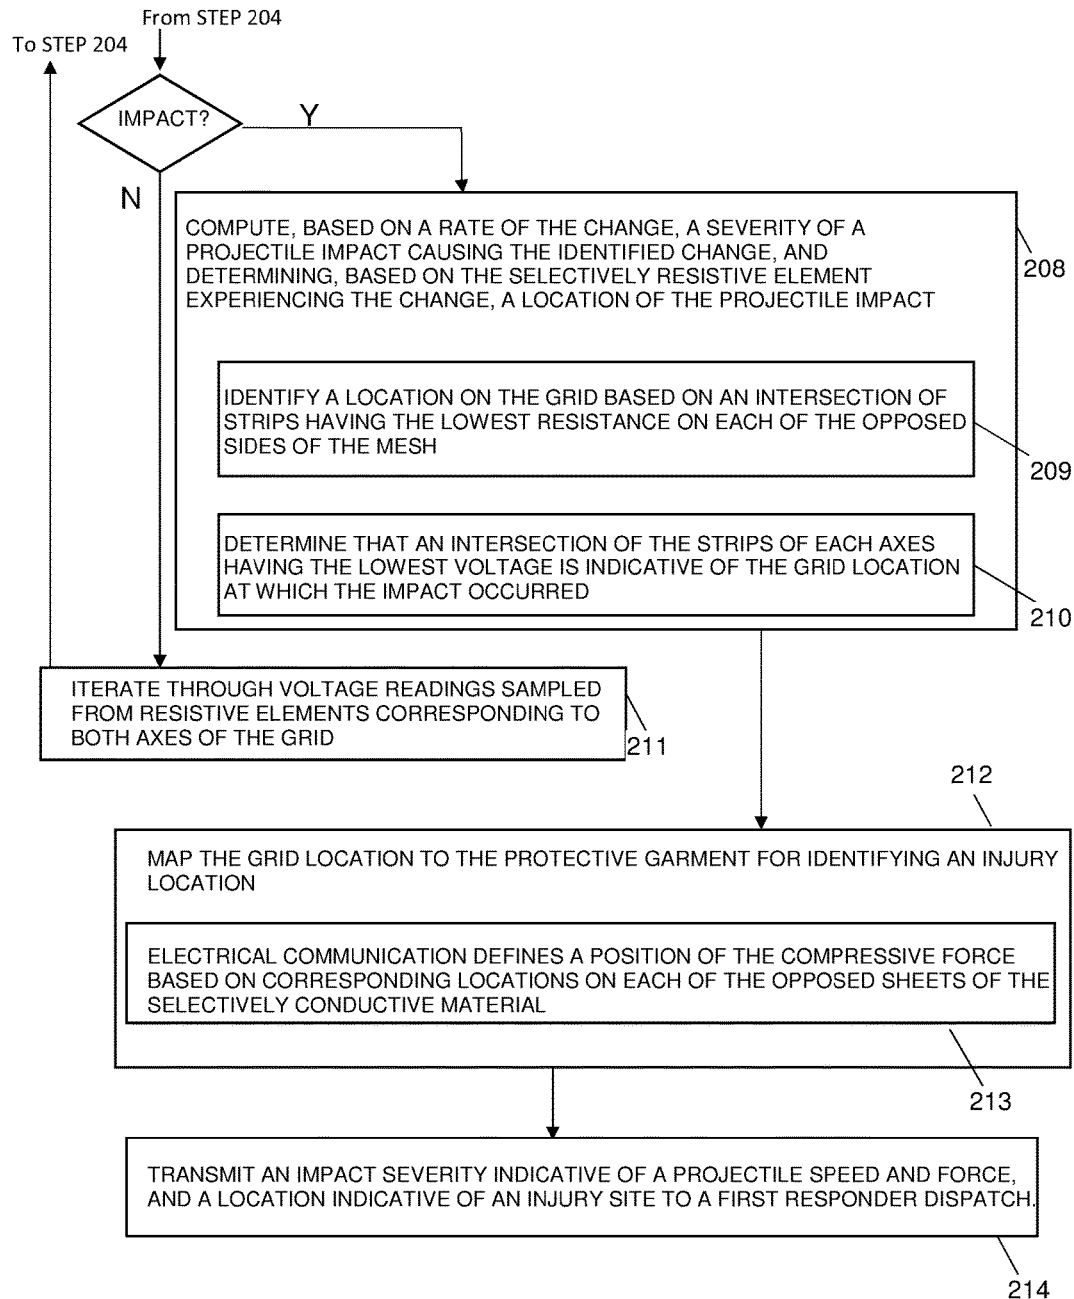 From STEP 204
To STEP 204
IMPACT?
Y
N
COMPUTE, BASED ON A RATE OF THE CHANGE, A SEVERITY OF A
PROJECTILE IMPACT CAUSING THE IDENTIFIED CHANGE, AND
DETERMINING, BASED ON THE SELECTIVELY RESISTIVE ELEMENT
EXPERIENCING THE CHANGE, A LOCATION OF THE PROJECTILE IMPACT
208
IDENTIFY A LOCATION ON THE GRID BASED ON AN INTERSECTION OF
STRIPS HAVING THE LOWEST RESISTANCE ON EACH OF THE OPPOSED
SIDES OF THE MESH
209
DETERMINE THAT AN INTERSECTION OF THE STRIPS OF EACH AXES
HAVING THE LOWEST VOLTAGE IS INDICATIVE OF THE GRID LOCATION
AT WHICH THE IMPACT OCCURRED
210
ITERATE THROUGH VOLTAGE READINGS SAMPLED
FROM RESISTIVE ELEMENTS CORRESPONDING TO
BOTH AXES OF THE GRID
211
212
MAP THE GRID LOCATION TO THE PROTECTIVE GARMENT FOR IDENTIFYING AN INJURY
LOCATION
ELECTRICAL COMMUNICATION DEFINES A POSITION OF THE COMPRESSIVE FORCE
BASED ON CORRESPONDING LOCATIONS ON EACH OF THE OPPOSED SHEETS OF THE
SELECTIVELY CONDUCTIVE MATERIAL
213
TRANSMIT AN IMPACT SEVERITY INDICATIVE OF A PROJECTILE SPEED AND FORCE,
AND A LOCATION INDICATIVE OF AN INJURY SITE TO A FIRST RESPONDER DISPATCH.
214